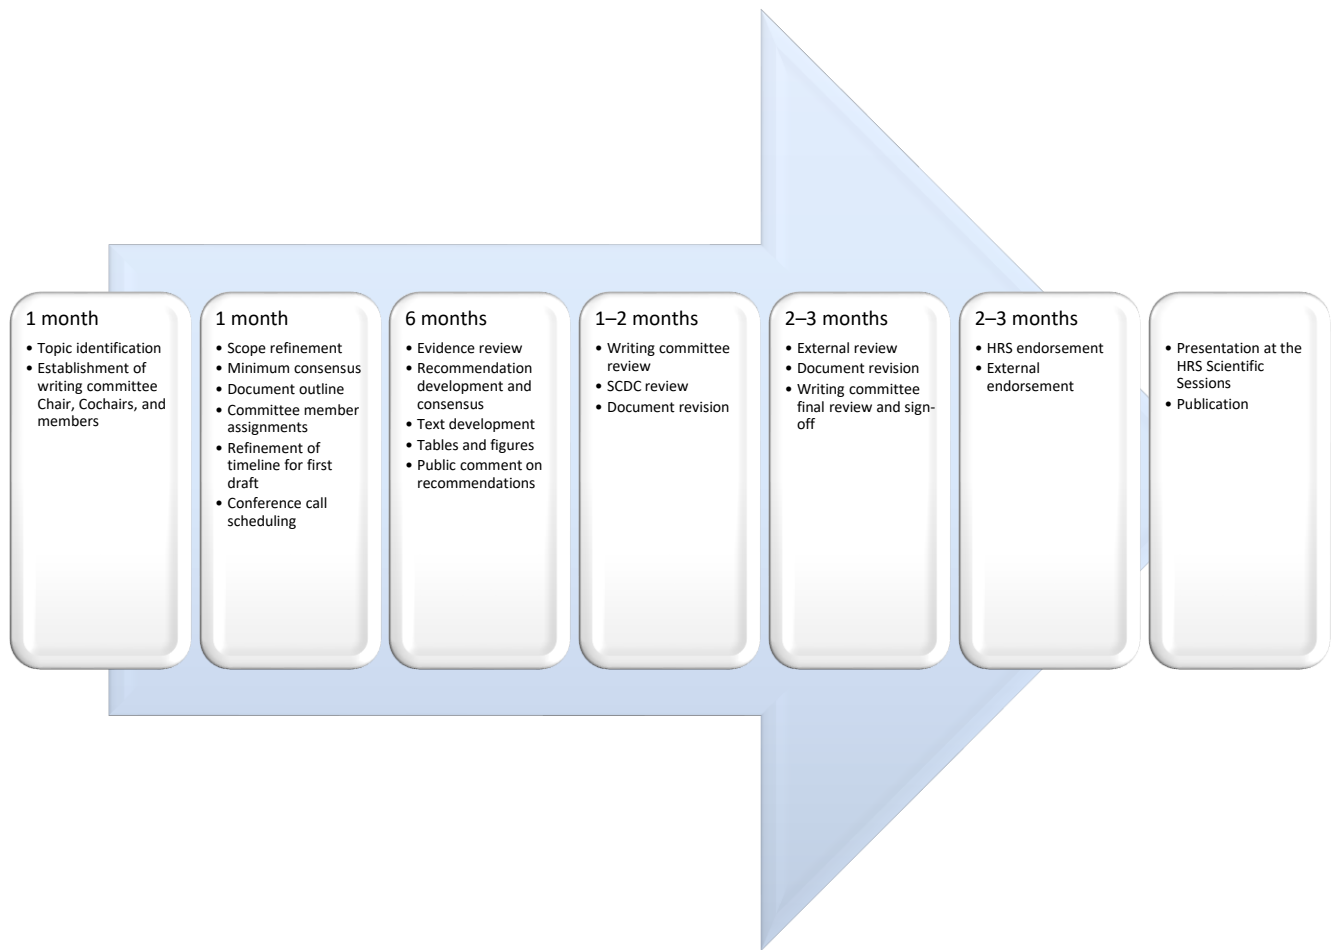 1 month
• Topic identification
• Establishment of
writing committee
Chair, Cochairs, and
members
1 month
• Scope refinement
• Minimum consensus
• Document outline
• Committee member
assignments
• Refinement of
timeline for first
draft
• Conference call
scheduling
6 months
• Evidence review
• Recommendation
development and
consensus
• Text development
• Tables and figures
• Public comment on
recommendations
1–2 months
• Writing committee
review
• SCDC review
• Document revision
2–3 months
• External review
• Document revision
• Writing committee
final review and sign-
off
2–3 months
• HRS endorsement
• External
endorsement
• Presentation at the
HRS Scientific
Sessions
• Publication